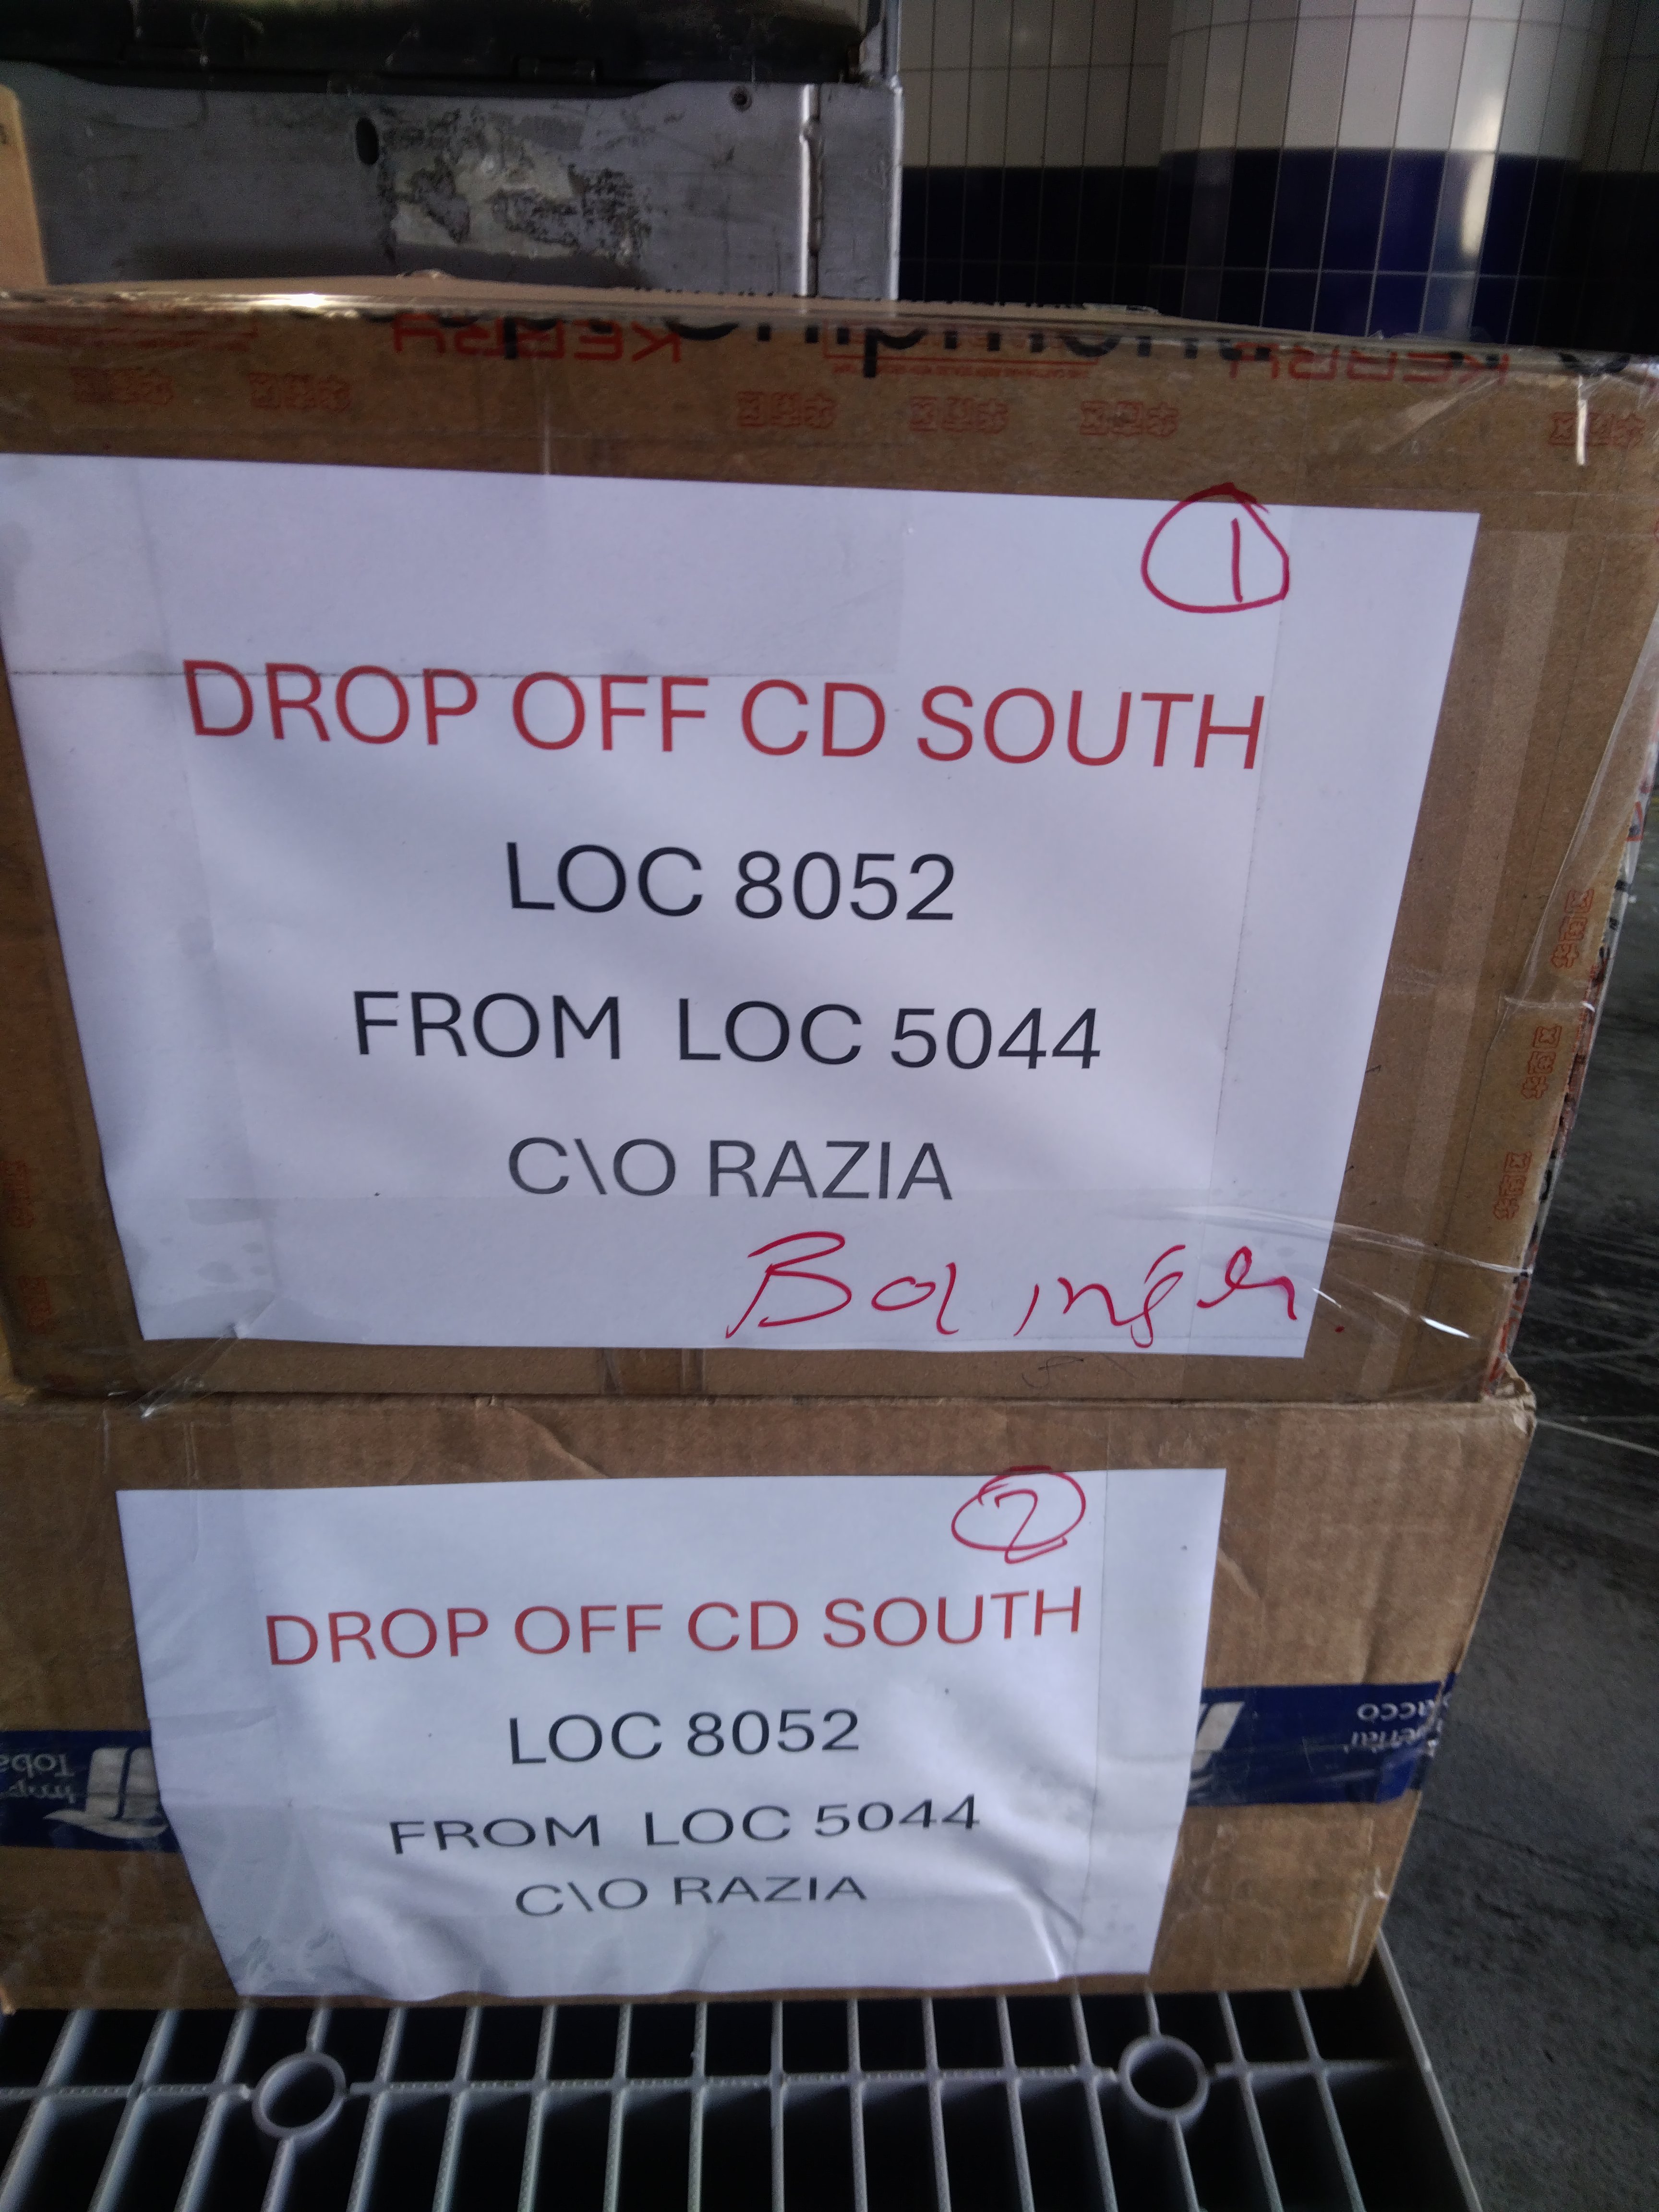 1
DROP OFF CD SOUTH
LOC 8052
FROM  LOC 5044
C\O RAZIA
2
DROP OFF CD SOUTH
LOC 8052
FROM  LOC 5044
C\O RAZIA